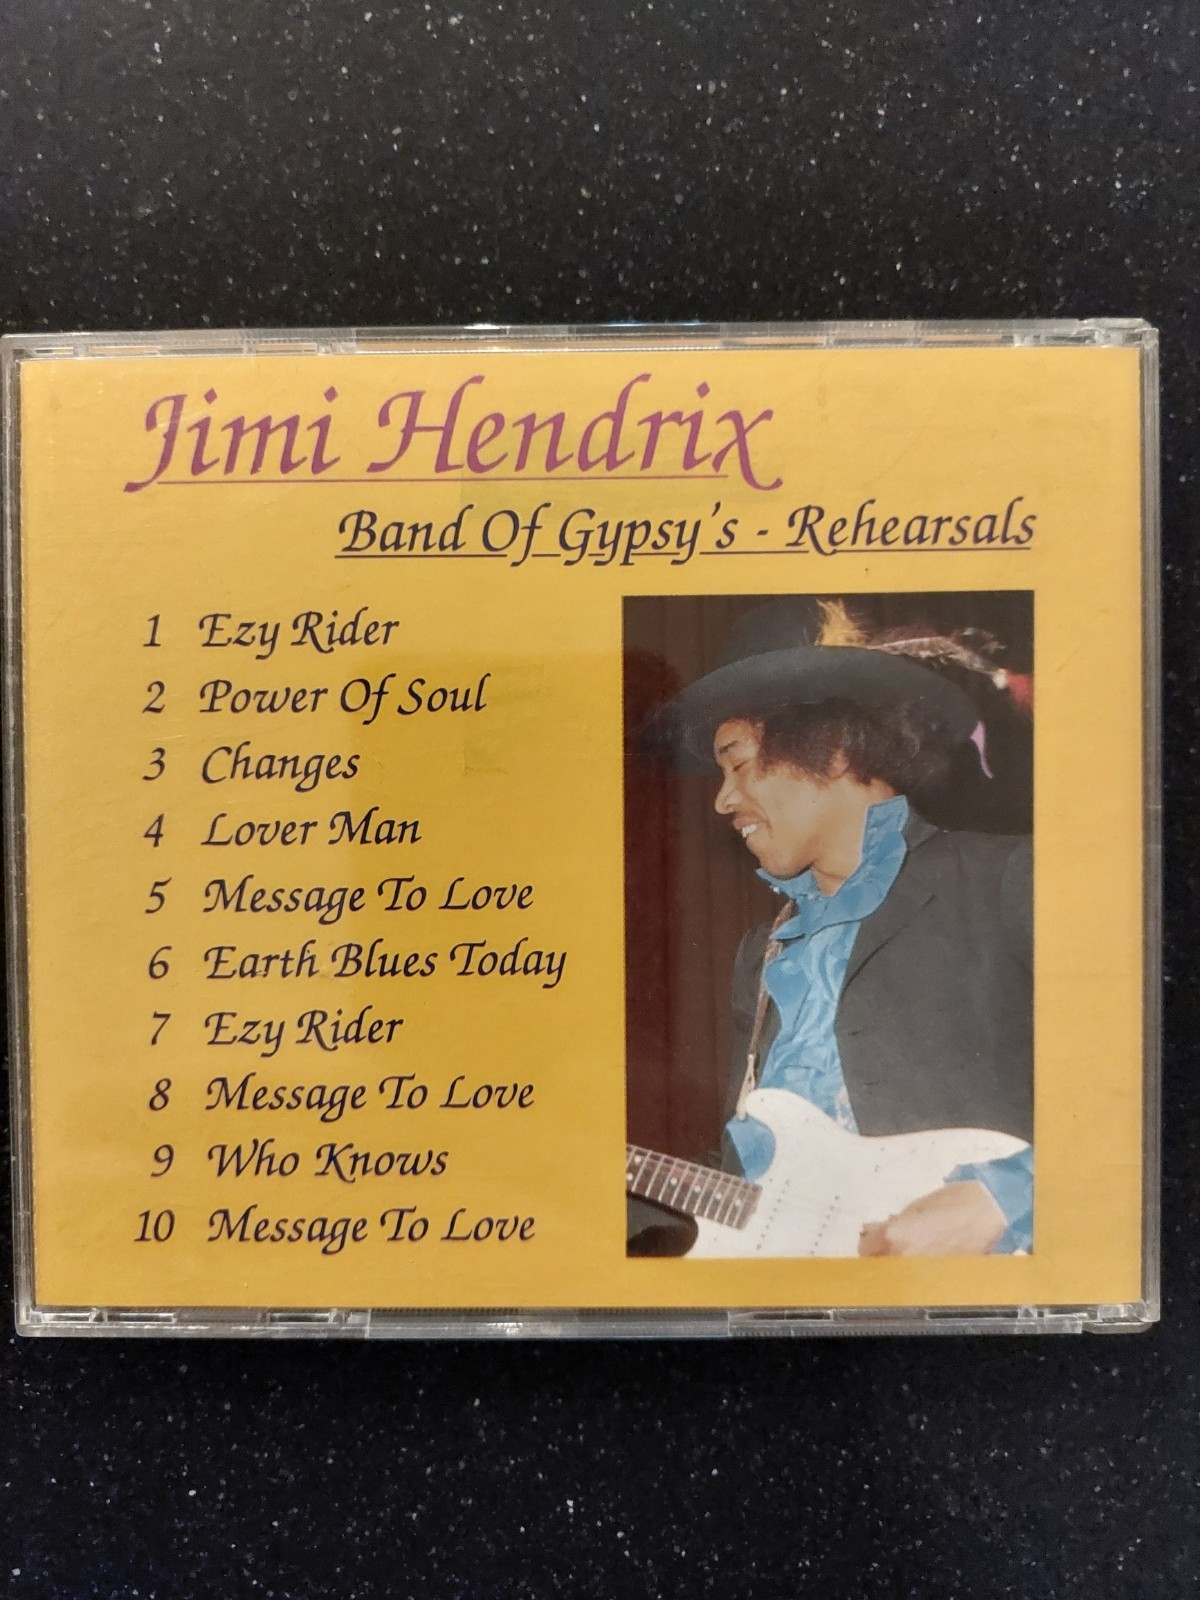 Jimi Hendrix
Band Of Gypsy's - Rehearsals
1 Ezy Rider
2 Power Of Soul
3 Changes
4 Lover Man
5 Message To Love
6 Earth Blues Today
7 Ezy Rider
8 Message To Love
9 Who Knows
10 Message To Love